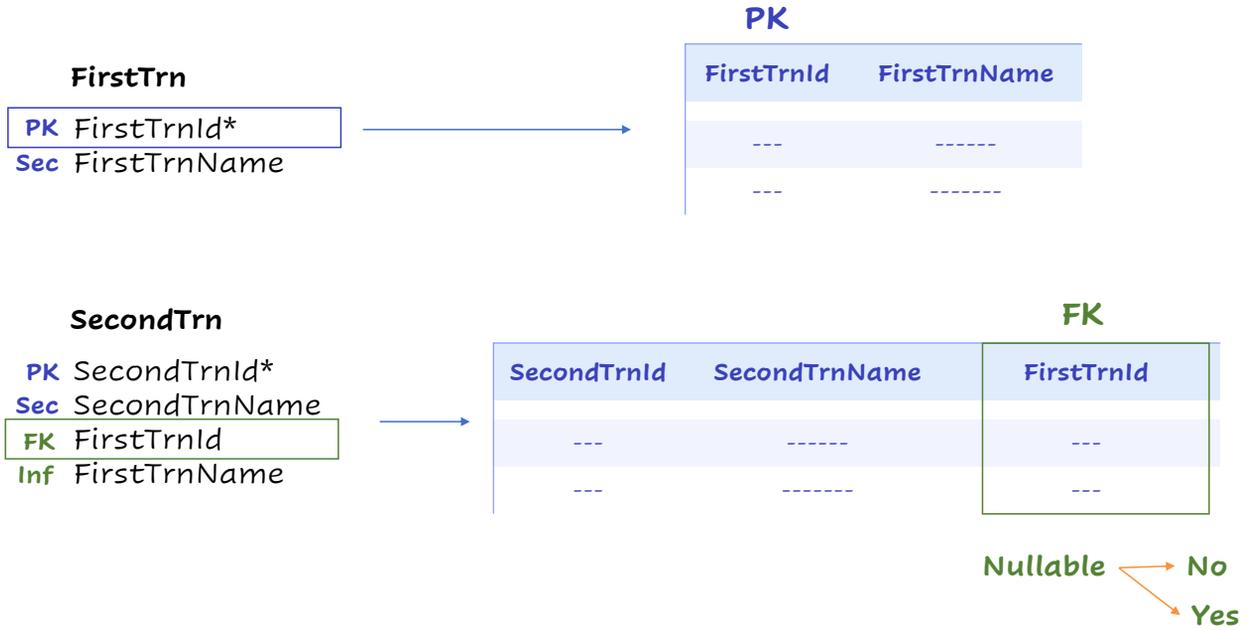 PK
FirstTrn
FirstTrnId FirstTrnName
PK FirstTrnId*
Sec FirstTrnName
--- ------
--- -------
SecondTrn
FK
PK SecondTrnId*
SecondTrnId SecondTrnName FirstTrnId
Sec SecondTrnName
FK FirstTrnId
--- ------ ---
Inf FirstTrnName
--- ------- ---
Nullable No
Yes